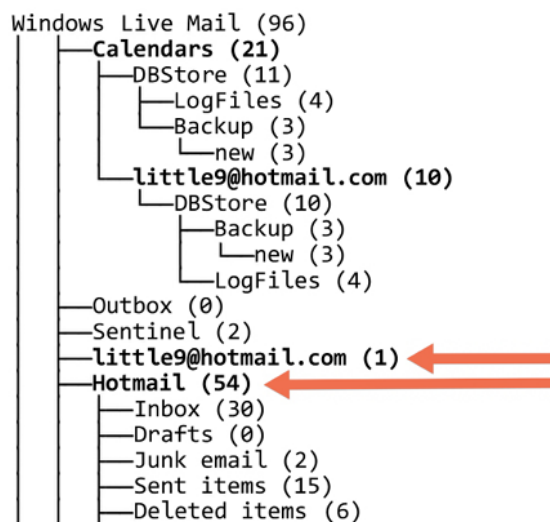 Windows Live Mail (96)
Calendars (21)
DBStore (11)
LogFiles (4)
Backup (3)
new (3)
little9@hotmail.com (10)
DBStore (10)
Backup (3)
new (3)
LogFiles (4)
Outbox (0)
Sentinel (2)
little9@hotmail.com (1)
Hotmail (54)
Inbox (30)
Drafts (0)
Junk email (2)
Sent items (15)
Deleted items (6)